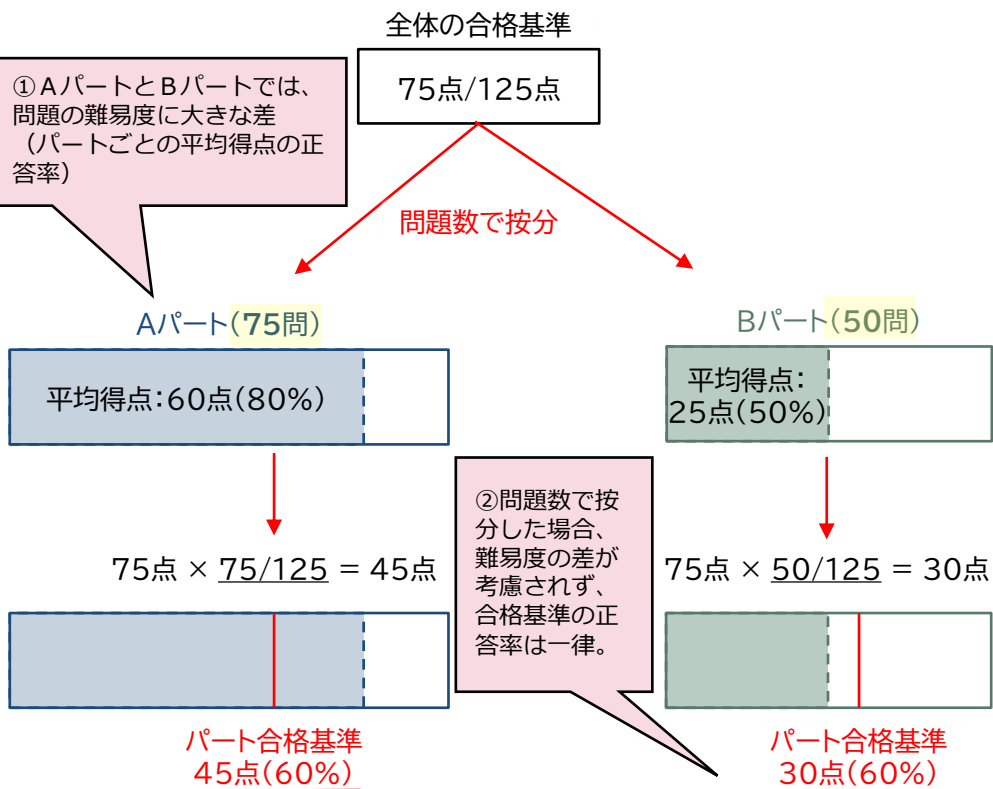 全体の合格基準
75点/125点
①AパートとBパートでは、
問題の難易度に大きな差
（パートごとの平均得点の正
答率）
問題数で按分
Aパート(75問)
Bパート(50問)
平均得点：60点(80%)
平均得点：
25点(50%)
②問題数で按
分した場合、
難易度の差が
考慮されず、
合格基準の正
答率は一律。
75点 × 75/125 = 45点
75点 × 50/125 = 30点
パート合格基準
45点(60%)
パート合格基準
30点(60%)